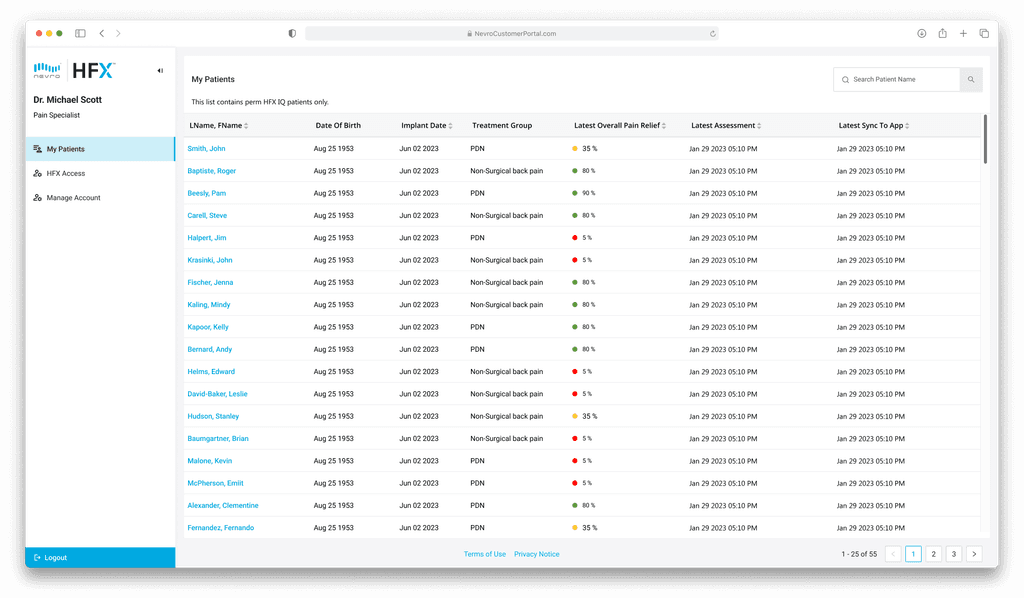 NevroCustomerPortal.com
nevro HFX™
Dr. Michael Scott
Pain Specialist
My Patients
HFX Access
Manage Account
Logout
My Patients
Search Patient Name
This list contains perm HFX IQ patients only.
LName, FName Date Of Birth Implant Date Treatment Group Latest Overall Pain Relief Latest Assessment Latest Sync To App
Smith, John Aug 25 1953 Jun 02 2023 PDN 35 % Jan 29 2023 05:10 PM Jan 29 2023 05:10 PM
Baptiste, Roger Aug 25 1953 Jun 02 2023 Non-Surgical back pain 80 % Jan 29 2023 05:10 PM Jan 29 2023 05:10 PM
Beesly, Pam Aug 25 1953 Jun 02 2023 PDN 90 % Jan 29 2023 05:10 PM Jan 29 2023 05:10 PM
Carell, Steve Aug 25 1953 Jun 02 2023 Non-Surgical back pain 80 % Jan 29 2023 05:10 PM Jan 29 2023 05:10 PM
Halpert, Jim Aug 25 1953 Jun 02 2023 PDN 5 % Jan 29 2023 05:10 PM Jan 29 2023 05:10 PM
Krasinki, John Aug 25 1953 Jun 02 2023 Non-Surgical back pain 5 % Jan 29 2023 05:10 PM Jan 29 2023 05:10 PM
Fischer, Jenna Aug 25 1953 Jun 02 2023 Non-Surgical back pain 80 % Jan 29 2023 05:10 PM Jan 29 2023 05:10 PM
Kaling, Mindy Aug 25 1953 Jun 02 2023 Non-Surgical back pain 80 % Jan 29 2023 05:10 PM Jan 29 2023 05:10 PM
Kapoor, Kelly Aug 25 1953 Jun 02 2023 PDN 80 % Jan 29 2023 05:10 PM Jan 29 2023 05:10 PM
Bernard, Andy Aug 25 1953 Jun 02 2023 PDN 80 % Jan 29 2023 05:10 PM Jan 29 2023 05:10 PM
Helms, Edward Aug 25 1953 Jun 02 2023 Non-Surgical back pain 5 % Jan 29 2023 05:10 PM Jan 29 2023 05:10 PM
David-Baker, Leslie Aug 25 1953 Jun 02 2023 Non-Surgical back pain 5 % Jan 29 2023 05:10 PM Jan 29 2023 05:10 PM
Hudson, Stanley Aug 25 1953 Jun 02 2023 Non-Surgical back pain 35 % Jan 29 2023 05:10 PM Jan 29 2023 05:10 PM
Baumgartner, Brian Aug 25 1953 Jun 02 2023 Non-Surgical back pain 5 % Jan 29 2023 05:10 PM Jan 29 2023 05:10 PM
Malone, Kevin Aug 25 1953 Jun 02 2023 PDN 5 % Jan 29 2023 05:10 PM Jan 29 2023 05:10 PM
McPherson, Emlit Aug 25 1953 Jun 02 2023 PDN 5 % Jan 29 2023 05:10 PM Jan 29 2023 05:10 PM
Alexander, Clementine Aug 25 1953 Jun 02 2023 PDN 80 % Jan 29 2023 05:10 PM Jan 29 2023 05:10 PM
Fernandez, Fernando Aug 25 1953 Jun 02 2023 PDN 35 % Jan 29 2023 05:10 PM Jan 29 2023 05:10 PM
Terms of Use Privacy Notice
1 - 25 of 55 1 2 3